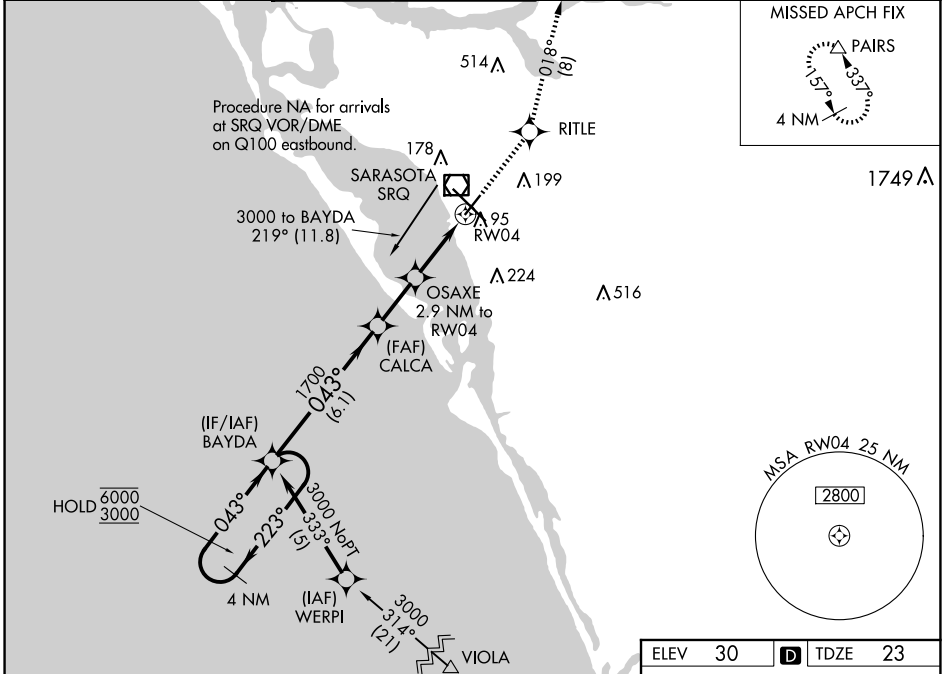 MISSED APCH FIX
PAIRS
157°
337°
4 NM
514
018°
(8)
RITLE
Procedure NA for arrivals
at SRQ VOR/DME
on Q100 eastbound.
178
SARASOTA
SRQ
199
1749
3000 to BAYDA
219° (11.8)
95
RW04
224
516
OSAXE
2.9 NM to
RW04
(FAF)
CALCA
1700
043°
(6.1)
(IF/IAF)
BAYDA
HOLD
6000
3000
043°
223°
3000 NoPT
333°
(5)
4 NM
(IAF)
WERPI
3000
314°
(21)
VIOLA
MSA RW04 25 NM
2800
ELEV 30 D TDZE 23